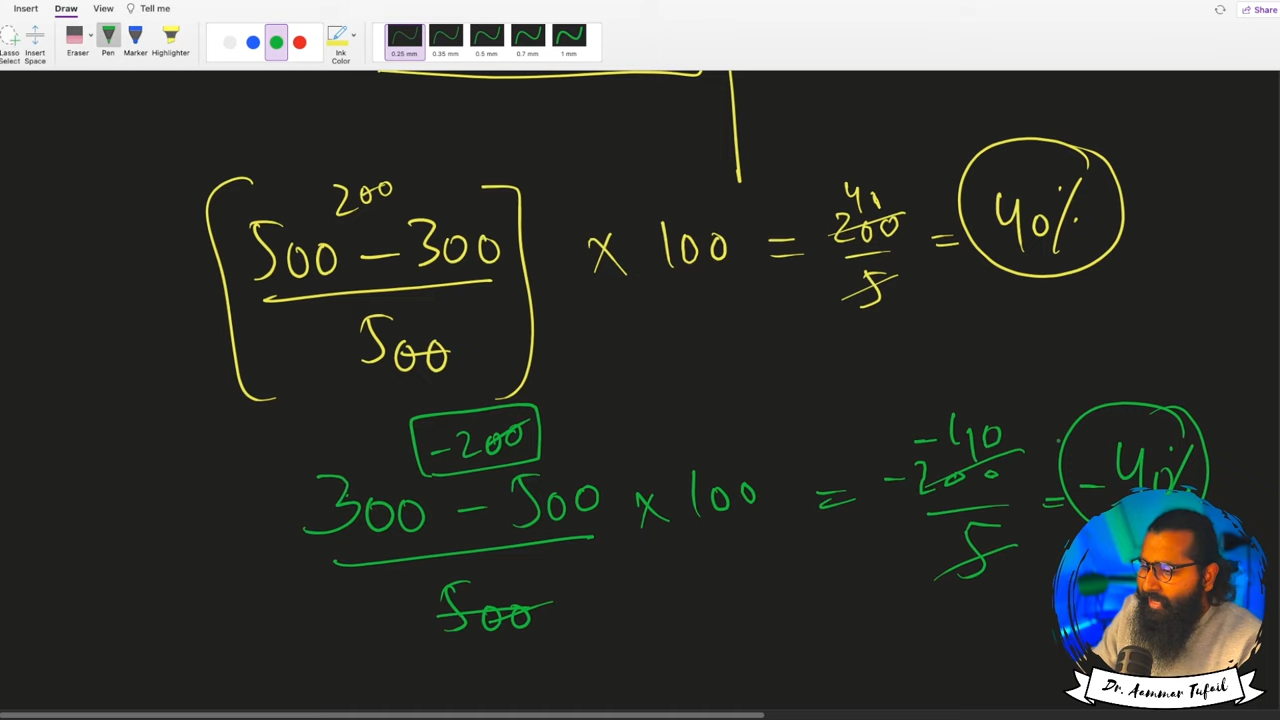 Insert Draw View Tell me
Share
Lasso Select
Insert Space
Eraser
Pen
Marker
Highlighter
Ink Color
0.25 mm 0.35 mm 0.5 mm 0.7 mm 1 mm
200
500 - 300
500
x 100 =
40
200
5
= 40%
-200
300 - 500
500
x 100 =
-40
-200
5
= -40%
Dr. Aammar Tufail